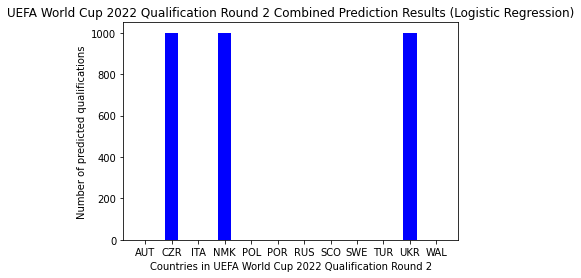 UEFA World Cup 2022 Qualification Round 2 Combined Prediction Results (Logistic Regression)
Number of predicted qualifications
1000
800
600
400
200
0
AUT CZR ITA NMK POL POR RUS SCO SWE TUR UKR WAL
Countries in UEFA World Cup 2022 Qualification Round 2